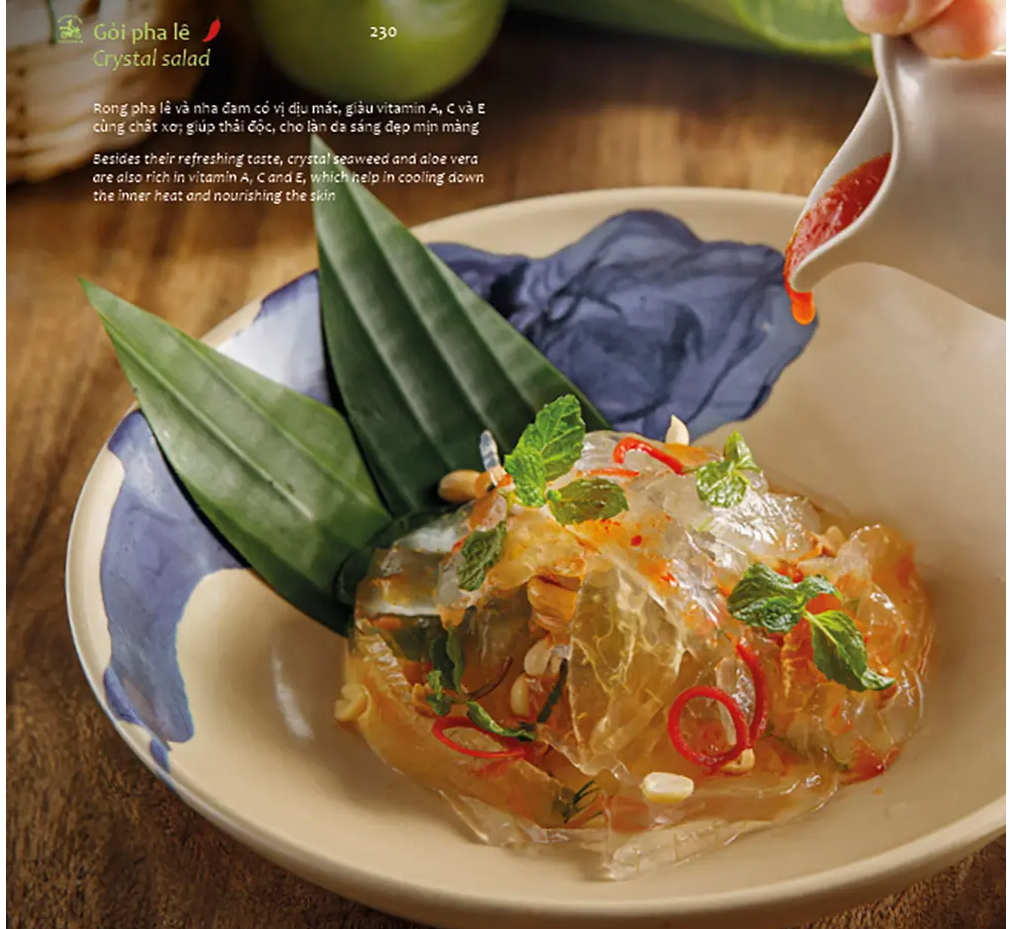 Gỏi pha lê 230
Crystal salad
Rong pha lê và nha đam có vị dịu mát, giàu vitamin A, C và E
cùng chất xơ; giúp thải độc, cho làn da sáng đẹp mịn màng
Besides their refreshing taste, crystal seaweed and aloe vera
are also rich in vitamin A, C and E, which help in cooling down
the inner heat and nourishing the skin